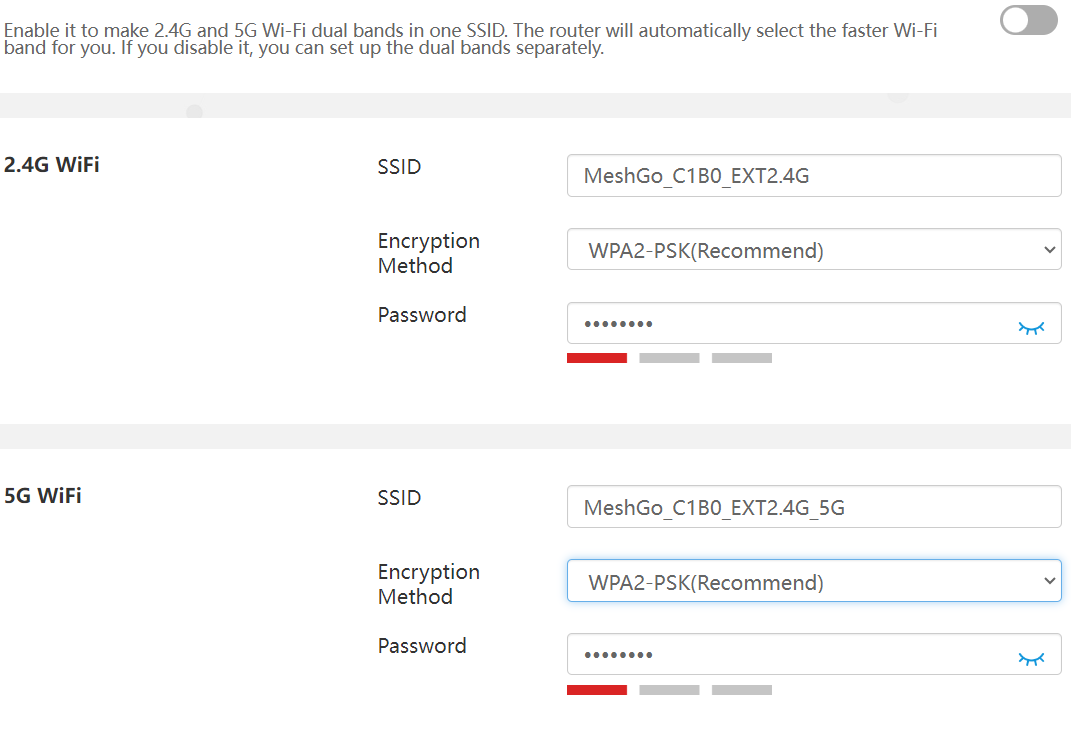 Enable it to make 2.4G and 5G Wi-Fi dual bands in one SSID. The router will automatically select the faster Wi-Fi
band for you. If you disable it, you can set up the dual bands separately.
2.4G WiFi
SSID
MeshGo_C1B0_EXT2.4G
Encryption
Method
WPA2-PSK(Recommend)
Password
••••••••
5G WiFi
SSID
MeshGo_C1B0_EXT2.4G_5G
Encryption
Method
WPA2-PSK(Recommend)
Password
••••••••